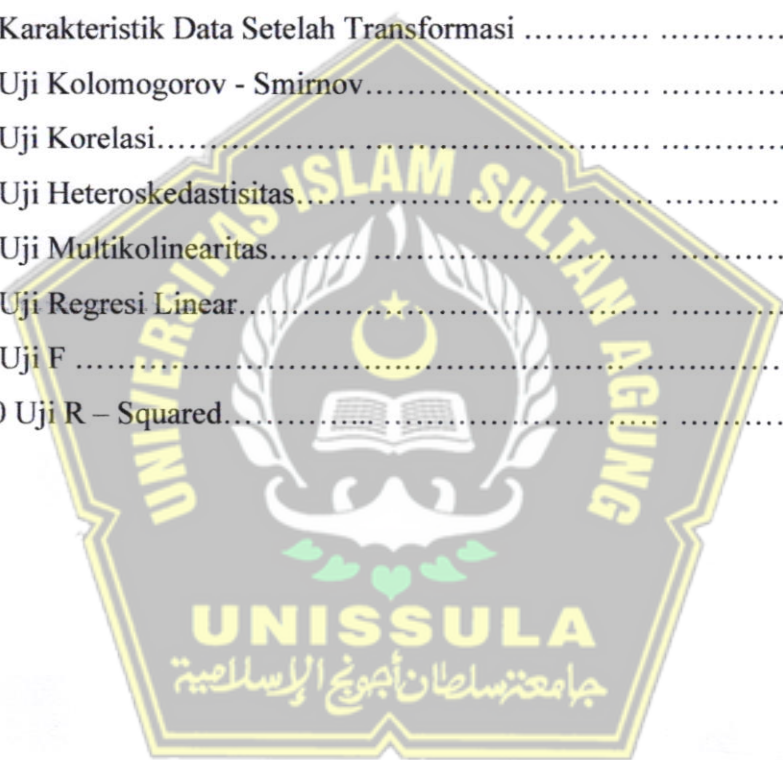 Karakteristik Data Setelah Transformasi ………… ………….
Uji Kolomogorov - Smirnov……………………… ………….
Uji Korelasi…………………………………… ………….
Uji Heteroskedastisitas…… ……………………… ………….
Uji Multikolinearitas……… ……………………… ………….
Uji Regresi Linear…………………………………… ………….
Uji F ………………………………………………………….
0 Uji R – Squared………….. ……………………… ………….
UNIVERSITAS ISLAM SULTAN AGUNG
UNISSULA
جامعة سلطان أجونج الإسلامية